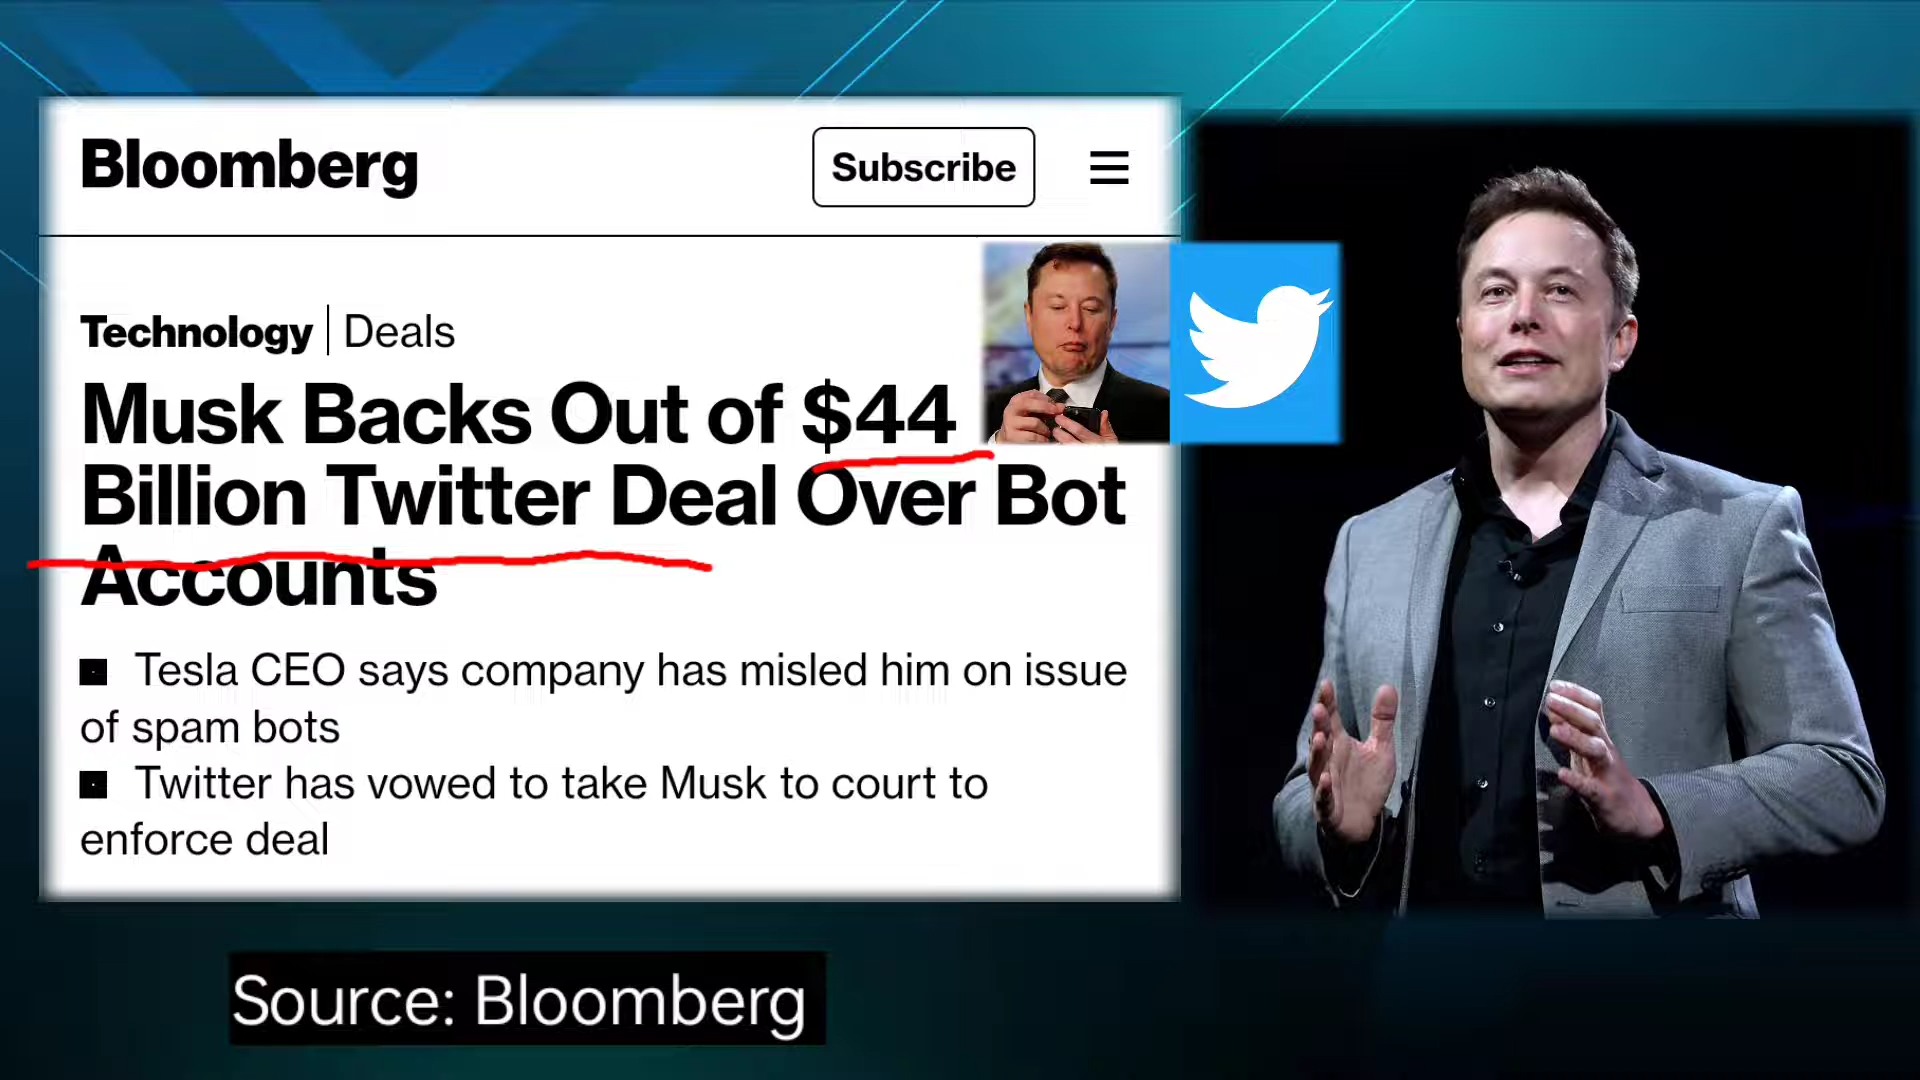 Bloomberg
Subscribe
Technology | Deals
Musk Backs Out of $44
Billion Twitter Deal Over Bot
Accounts
Tesla CEO says company has misled him on issue
of spam bots
Twitter has vowed to take Musk to court to
enforce deal
Source: Bloomberg